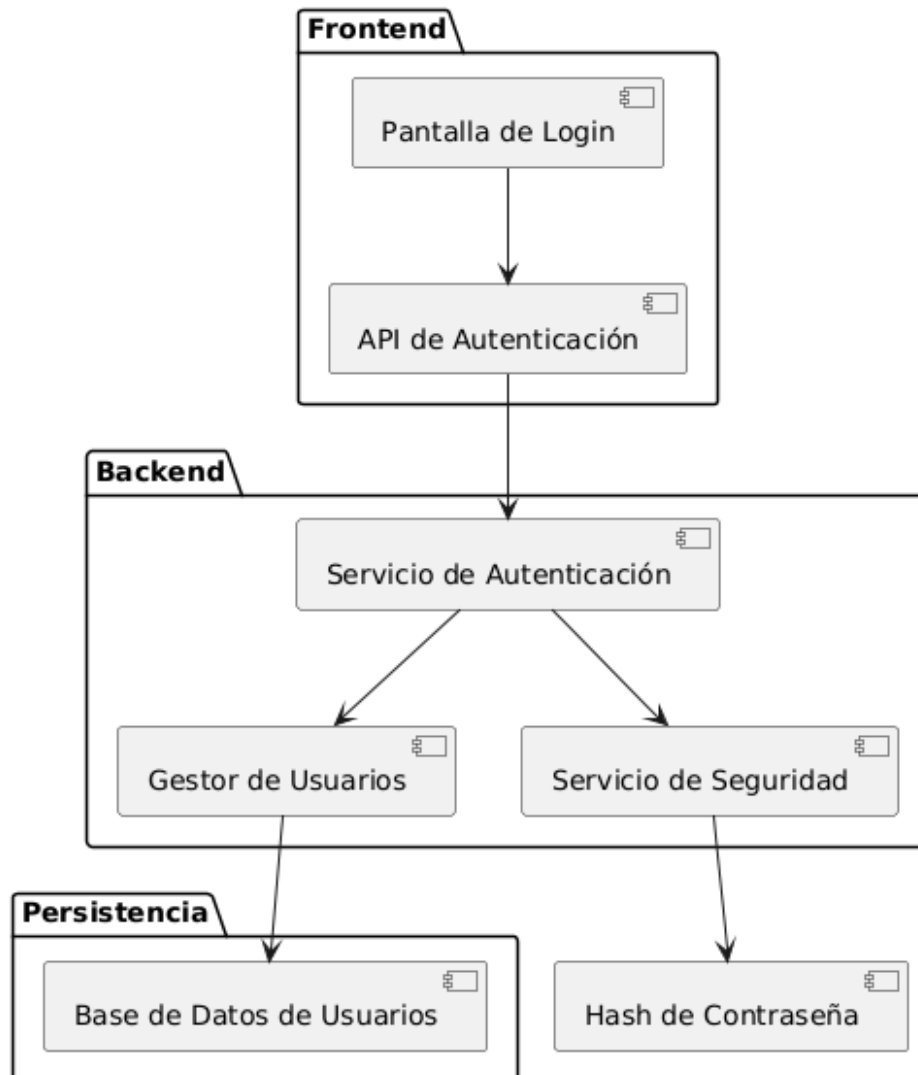 Frontend
Pantalla de Login
API de Autenticación
Backend
Servicio de Autenticación
Gestor de Usuarios
Servicio de Seguridad
Persistencia
Base de Datos de Usuarios
Hash de Contraseña